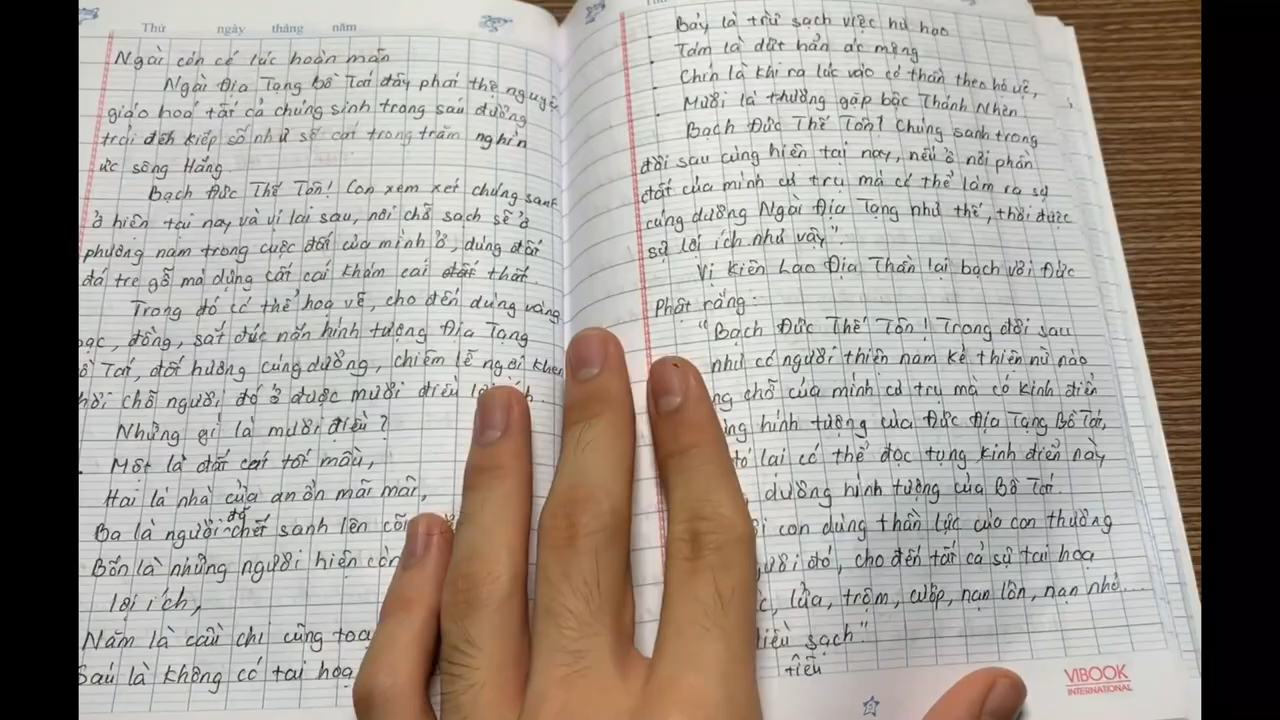 Thứ ngày tháng năm
Ngài còn có lúc hoàn mãn
Ngài Địa Tạng Bồ Tát đây phát thệ nguyện
giáo hoá tất cả chúng sinh trong sáu đường
trải đến kiếp số như số cát trong trăm nghìn
ức sông Hằng.
Bạch Đức Thế Tôn! Con xem xét chúng sanh
ở hiện tại nay và vị lai sau, nơi chỗ sạch sẽ ở
phương nam trong cuộc đất của mình ở, dùng đất
đá tre gỗ mà dựng cất cái khám cái thất.
Trong đó có thể hoạ vẽ, cho đến dùng vàng
bạc, đồng, sắt đúc nắn hình tượng Địa Tạng
Bồ Tát, đốt hương cúng dường, chiêm lễ ngợi khen
thời chỗ người, đó ở được mười điều lợi ích
Những gì là mười điều?
Một là đất cát tốt mầu,
Hai là nhà cửa an ổn mãi mãi,
Ba là người đã chết sanh lên cõi
Bốn là những người hiện còn
lợi ích,
Năm là cầu chi cũng toạ
Sáu là không có tai hoạ
Bảy là trừ sạch việc hư hao
Tám là dứt hẳn ác mộng
Chín là khi ra lúc vào có thần theo hộ vệ,
Mười là thường gặp bậc Thánh Nhân
Bạch Đức Thế Tôn! Chúng sanh trong
đời sau cùng hiện tại nay, nếu ở nơi phần
đất của mình cư trụ mà có thể làm ra sự
cúng dường Ngài Địa Tạng như thế, thời được
sự lợi ích như vậy".
Vị Kiên Lao Địa Thần lại bạch với Đức
Phật rằng:
"Bạch Đức Thế Tôn! Trong đời sau
như có người thiện nam kẻ thiện nữ nào
chỗ của mình cư trụ mà có kinh điển
hình tượng của Đức Địa Tạng Bồ Tát,
đó lại có thể đọc tụng kinh điển này
dường hình tượng của Bồ Tát.
con dùng thần lực của con thường
người đó, cho đến tất cả sự tai hoạ
lửa, trộm, cướp, nạn lớn, nạn nhỏ....
sạch"
tiêu
VIBOOK
INTERNATIONAL